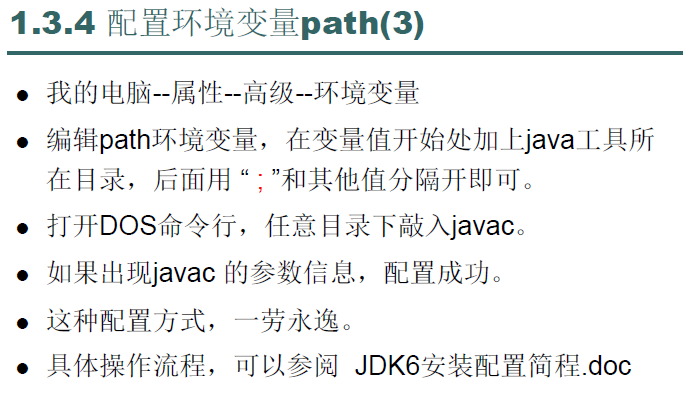 1.3.4 配置环境变量path(3)
● 我的电脑--属性--高级--环境变量
● 编辑path环境变量，在变量值开始处加上java工具所
在目录，后面用 “ ; ”和其他值分隔开即可。
● 打开DOS命令行，任意目录下敲入javac。
● 如果出现javac 的参数信息，配置成功。
● 这种配置方式，一劳永逸。
● 具体操作流程，可以参阅 JDK6安装配置简程.doc